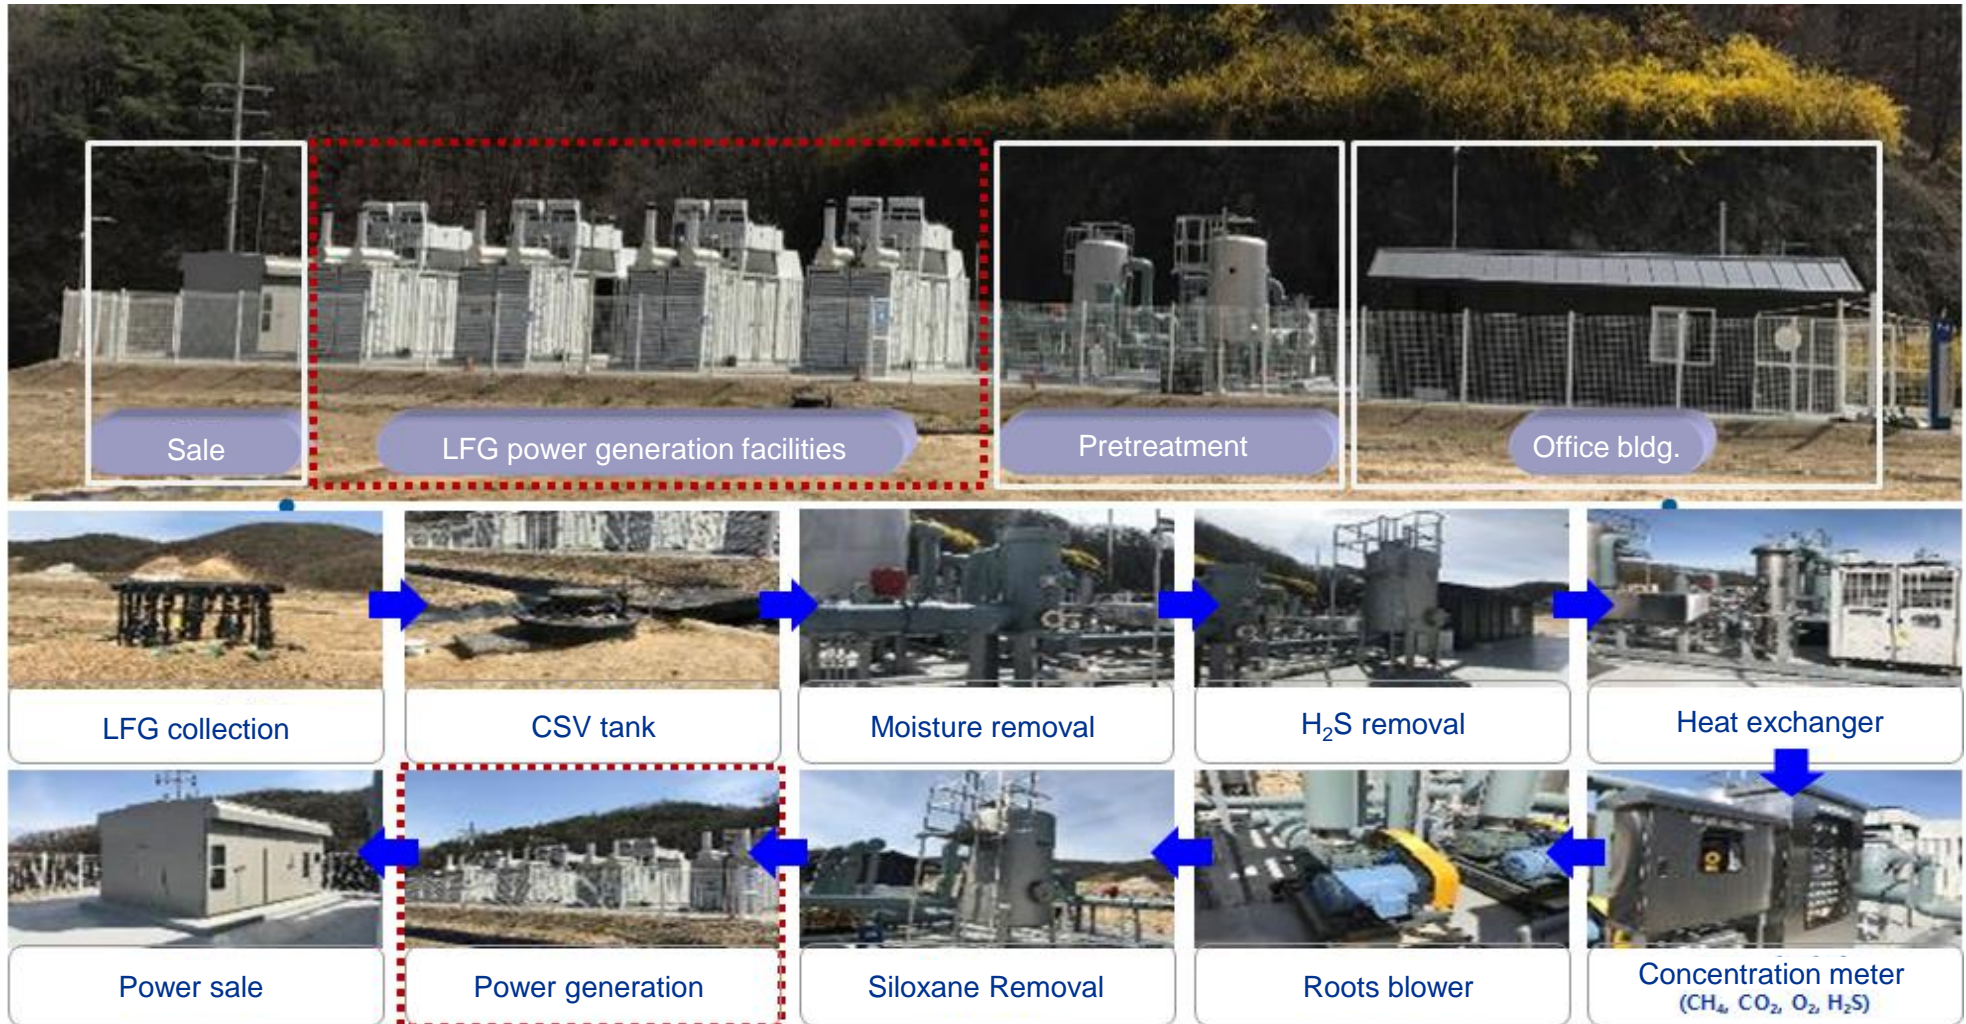 Sale
LFG power generation facilities
Pretreatment
Office bldg.
LFG collection
CSV tank
Moisture removal
H₂S removal
Heat exchanger
Power sale
Power generation
Siloxane Removal
Roots blower
Concentration meter
(CH₄, CO₂, O₂, H₂S)